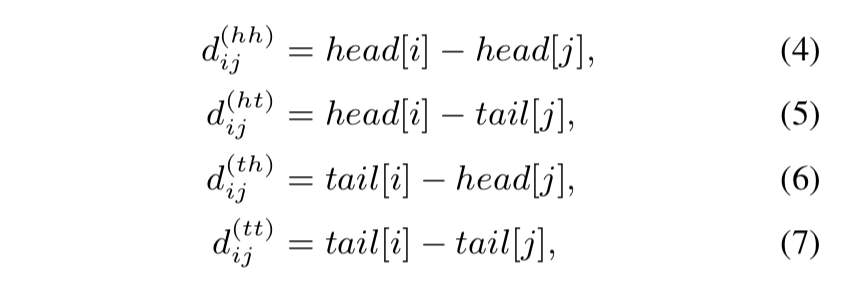 d_{ij}^{(hh)} = head[i] − head[j], (4)
d_{ij}^{(ht)} = head[i] − tail[j], (5)
d_{ij}^{(th)} = tail[i] − head[j], (6)
d_{ij}^{(tt)} = tail[i] − tail[j], (7)